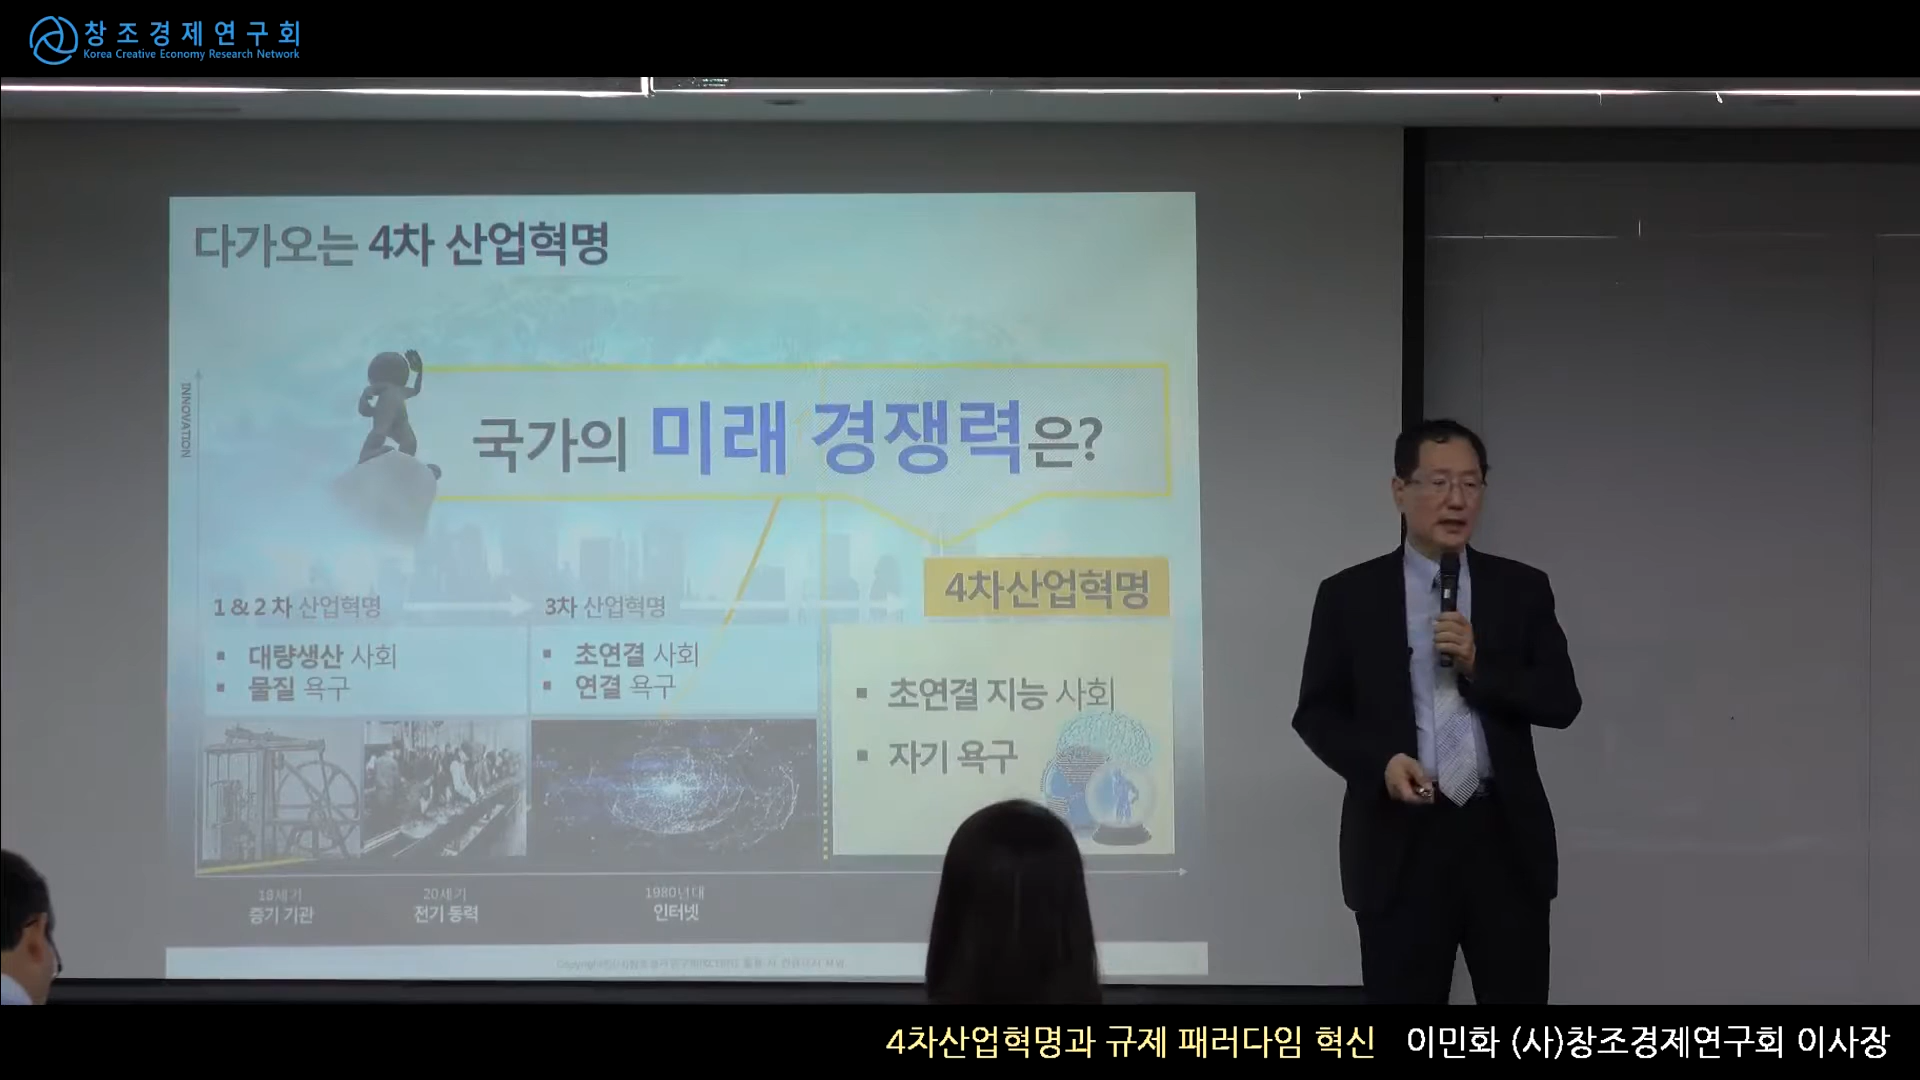 창조경제연구회
Korea Creative Economy Research Network
다가오는 4차 산업혁명
INNOVATION
국가의 미래 경쟁력은?
4차산업혁명
1 & 2 차 산업혁명
3차 산업혁명
▪ 대량생산 사회
▪ 물질 욕구
▪ 초연결 사회
▪ 연결 욕구
▪ 초연결 지능 사회
▪ 자기 욕구
20세기
1980년대
증기 기관
전기 동력
인터넷
4차산업혁명과 규제 패러다임 혁신 이민화 (사)창조경제연구회 이사장